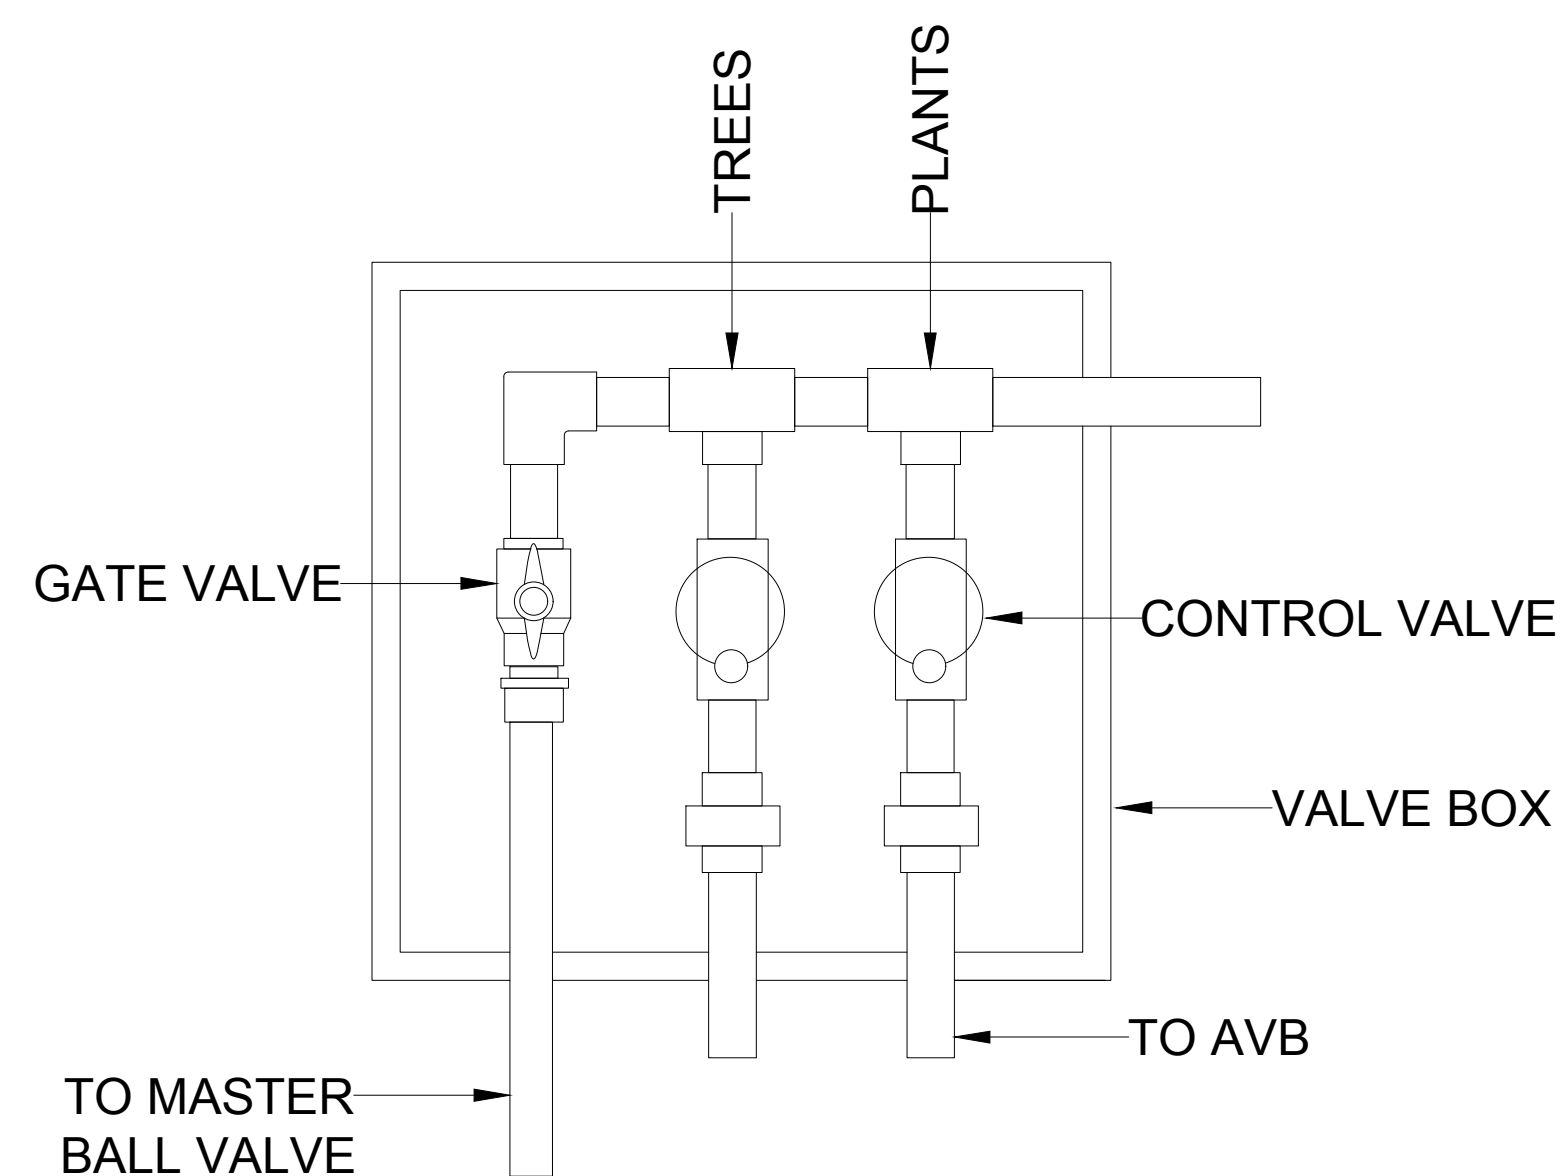 TREES
PLANTS
GATE VALVE
CONTROL VALVE
VALVE BOX
TO AVB
TO MASTER
BALL VALVE